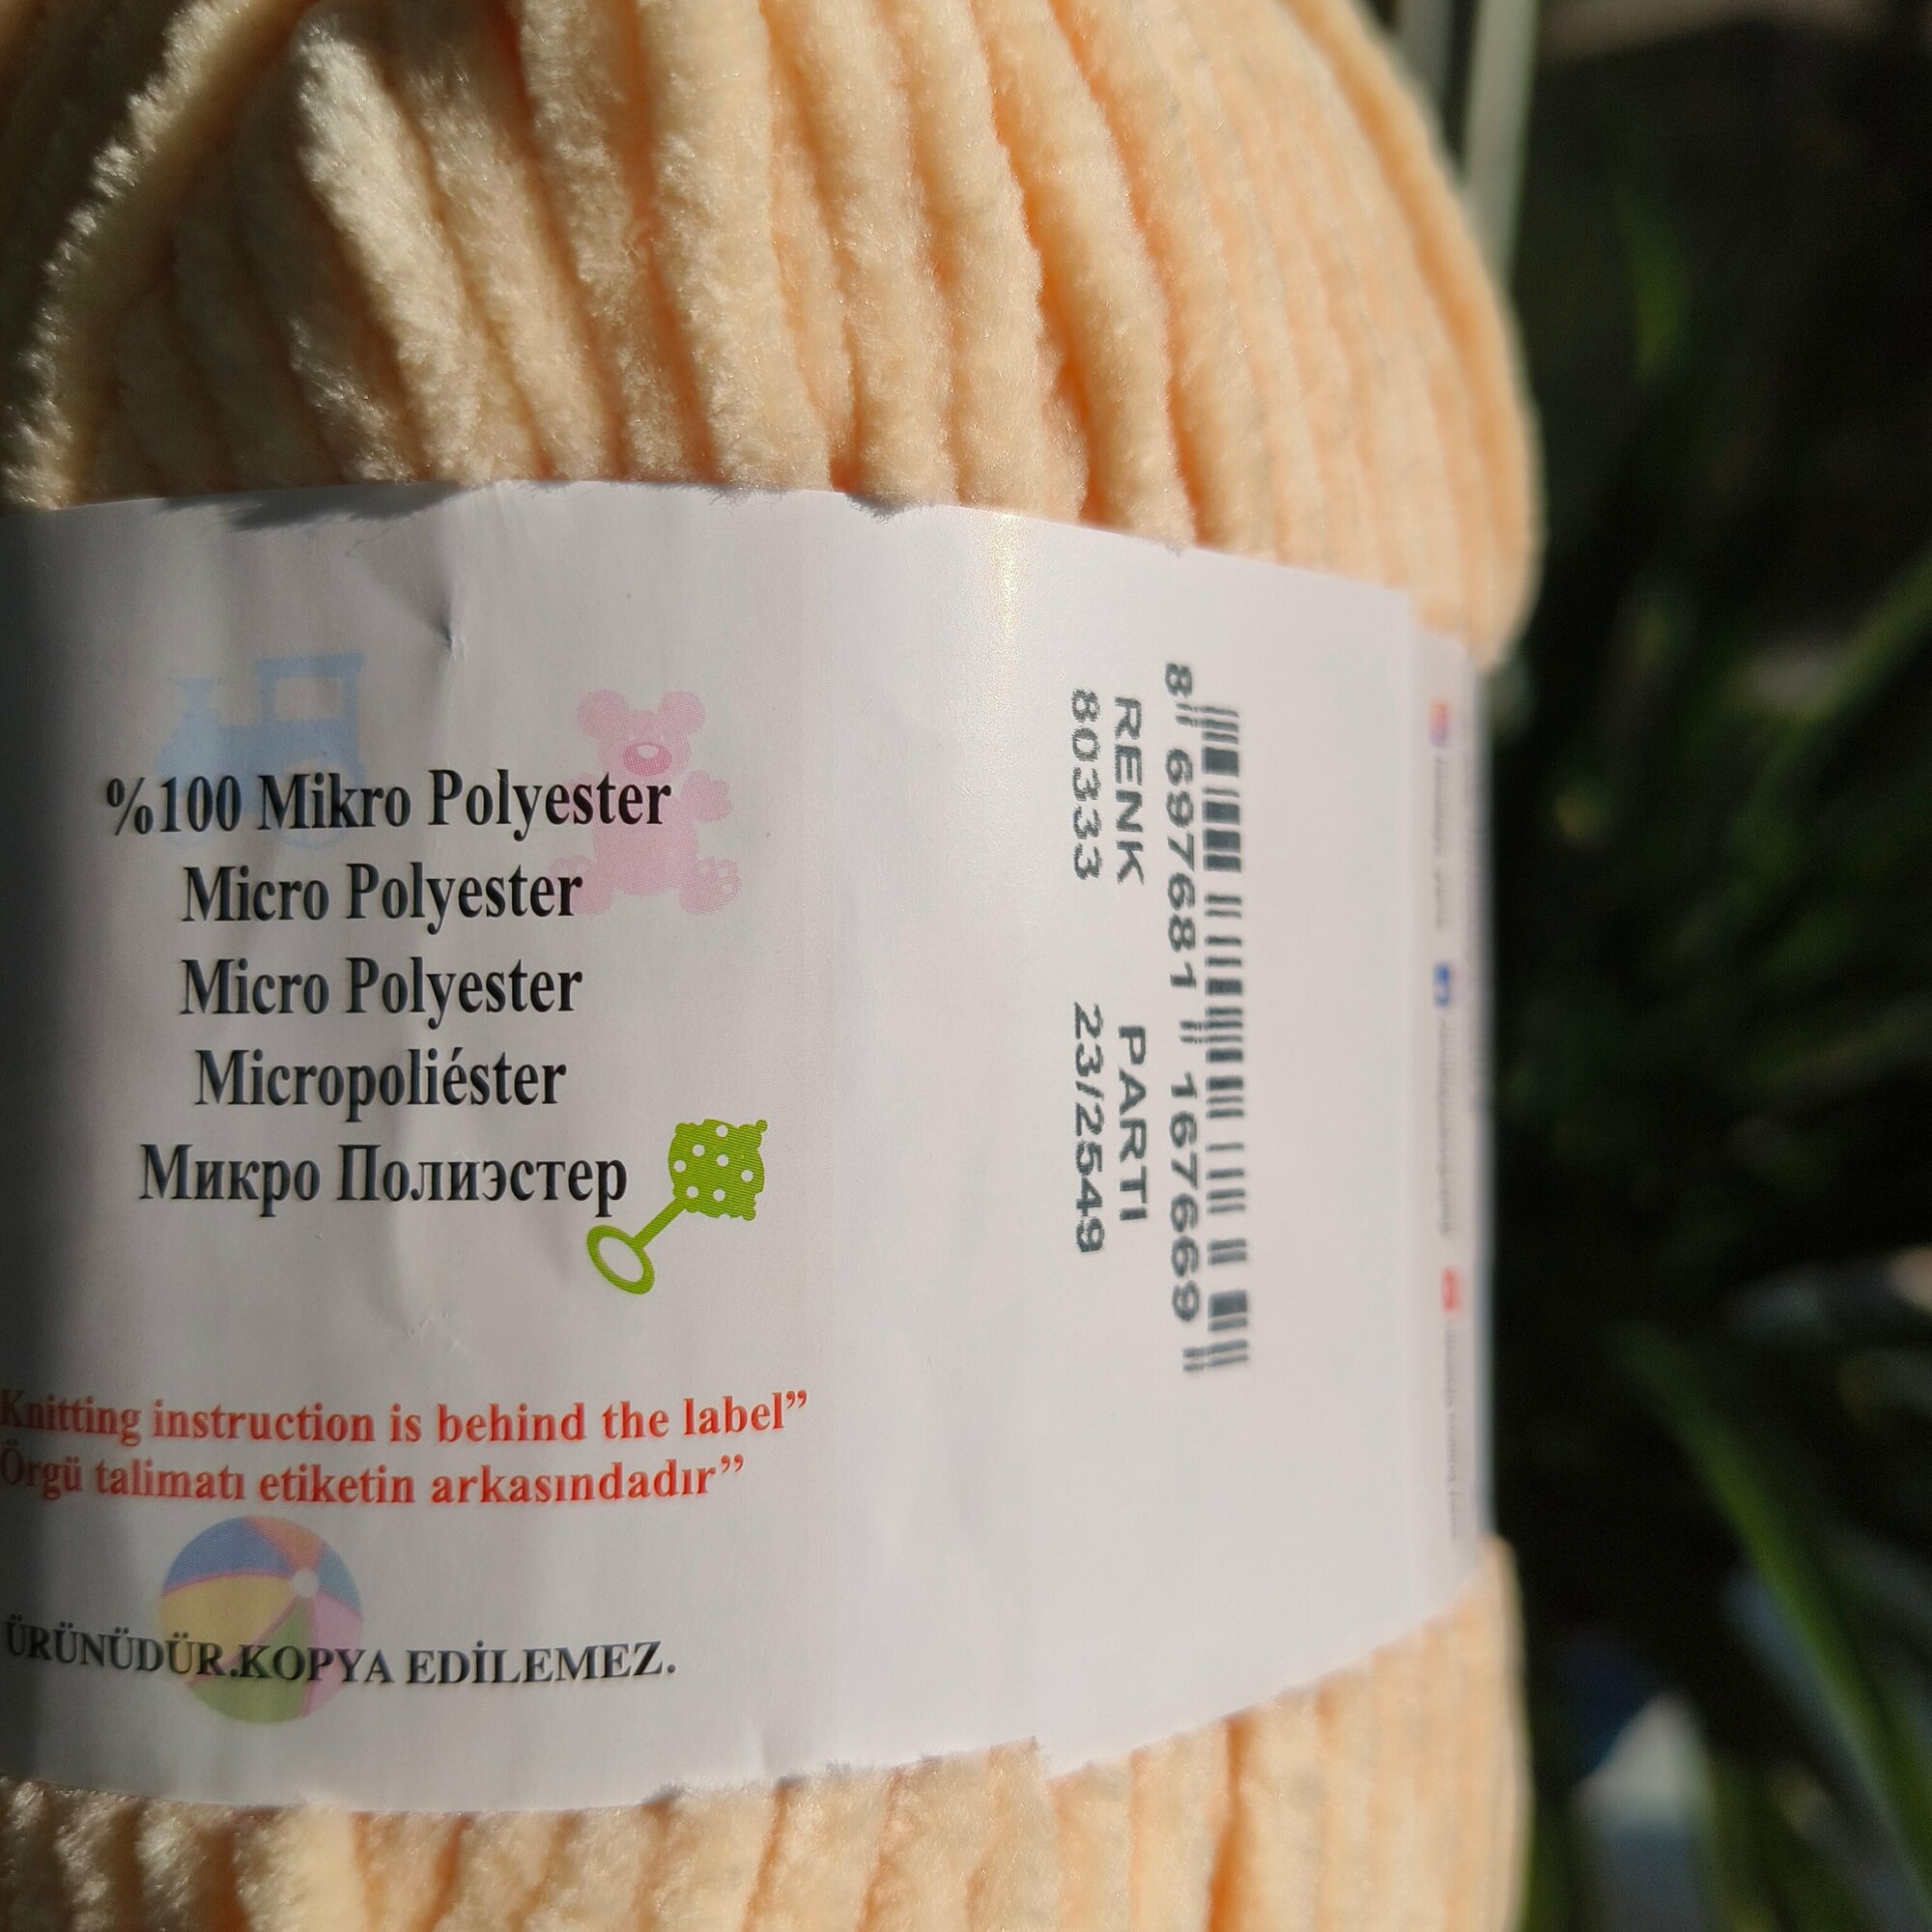 %100 Mikro Polyester
Micro Polyester
Micro Polyester
Micropoliéster
Микро Полиэстер
Knitting instruction is behind the label”
Örgü talimatı etiketin arkasındadır”
ÜRÜNÜDÜR.KOPYA EDİLEMEZ.
8 697681 167669
RENK PARTI
80333 23/2549